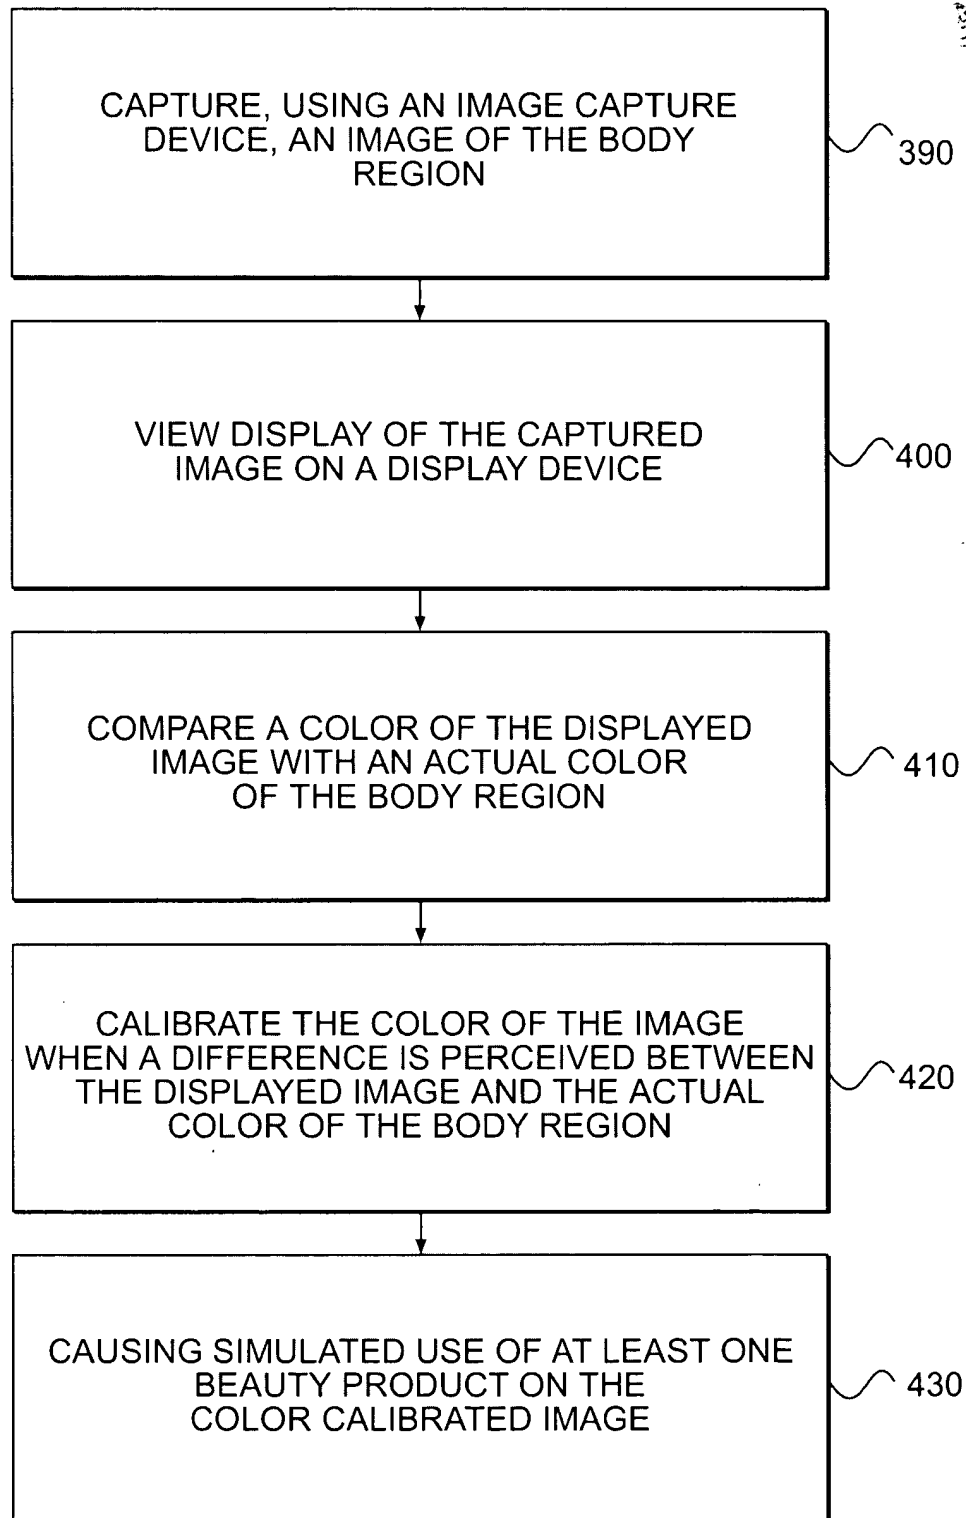 CAPTURE, USING AN IMAGE CAPTURE
DEVICE, AN IMAGE OF THE BODY
REGION
390
VIEW DISPLAY OF THE CAPTURED
IMAGE ON A DISPLAY DEVICE
400
COMPARE A COLOR OF THE DISPLAYED
IMAGE WITH AN ACTUAL COLOR
OF THE BODY REGION
410
CALIBRATE THE COLOR OF THE IMAGE
WHEN A DIFFERENCE IS PERCEIVED BETWEEN
THE DISPLAYED IMAGE AND THE ACTUAL
COLOR OF THE BODY REGION
420
CAUSING SIMULATED USE OF AT LEAST ONE
BEAUTY PRODUCT ON THE
COLOR CALIBRATED IMAGE
430